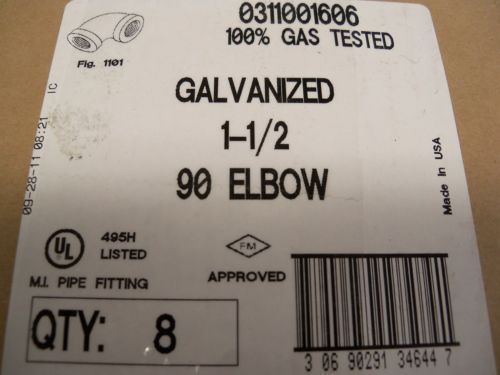 0311001606
100% GAS TESTED
Fig. 1101
GALVANIZED
1-1/2
90 ELBOW
09-28-11 08:21 IC
Made In USA
UL
495H
LISTED
FM
APPROVED
M.I. PIPE FITTING
QTY: 8
3 06 90291 34644 7